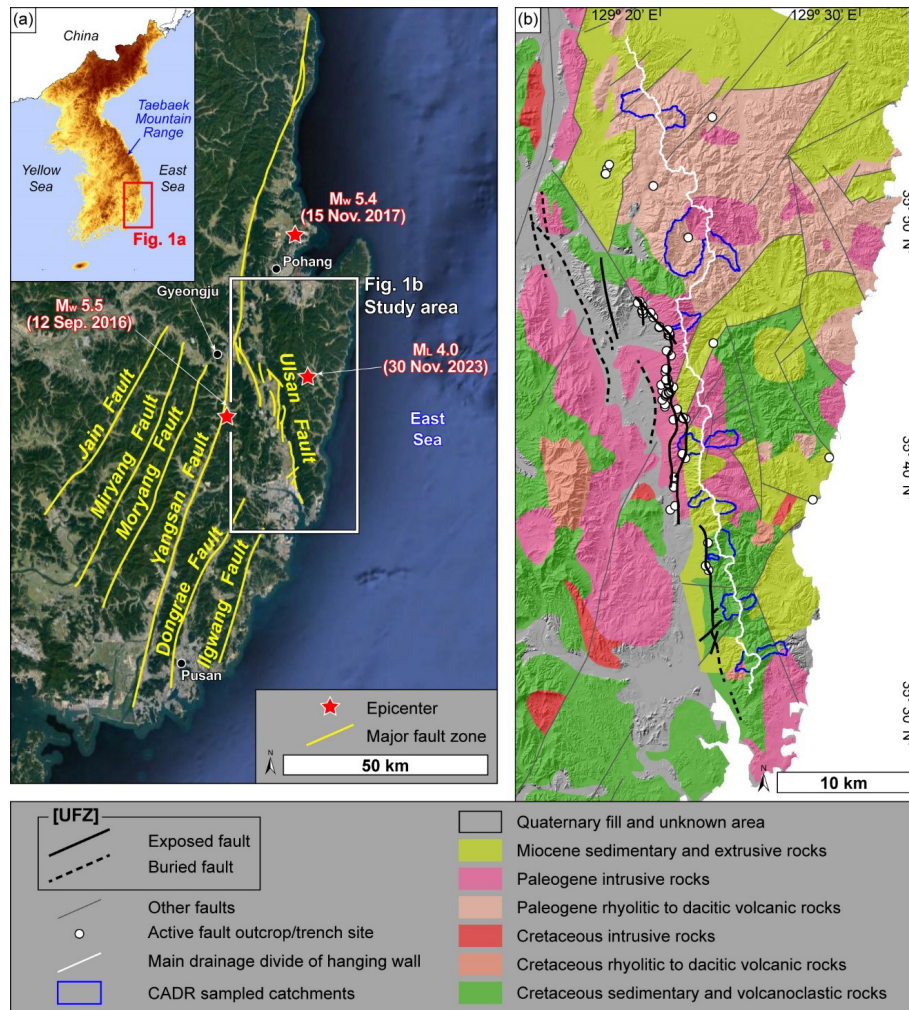 (a)
China
Taebaek
Mountain
Range
Yellow
Sea
East
Sea
Fig. 1a
Mw 5.4
(15 Nov. 2017)
Pohang
Fig. 1b
Study area
Gyeongju
Mw 5.5
(12 Sep. 2016)
ML 4.0
(30 Nov. 2023)
East
Sea
Jain Fault
Miryang Fault
Moryang Fault
Yangsan Fault
Dongrae Fault
Ilgwang Fault
Ulsan Fault
Pusan
Epicenter
Major fault zone
N
50 km
(b)
129° 20' E
129° 30' E
35° 50' N
35° 40' N
35° 30' N
N
10 km
[UFZ]
Exposed fault
Buried fault
Other faults
Active fault outcrop/trench site
Main drainage divide of hanging wall
CADR sampled catchments
Quaternary fill and unknown area
Miocene sedimentary and extrusive rocks
Paleogene intrusive rocks
Paleogene rhyolitic to dacitic volcanic rocks
Cretaceous intrusive rocks
Cretaceous rhyolitic to dacitic volcanic rocks
Cretaceous sedimentary and volcanoclastic rocks